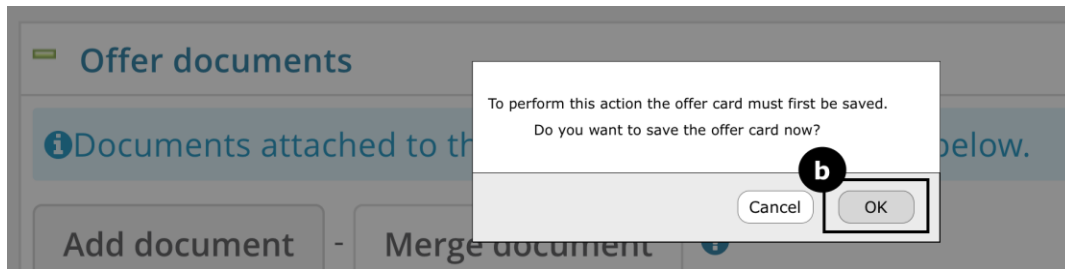 Offer documents
To perform this action the offer card must first be saved.
Do you want to save the offer card now?
Documents attached to th
below.
b
Cancel
OK
Add document - Merge document